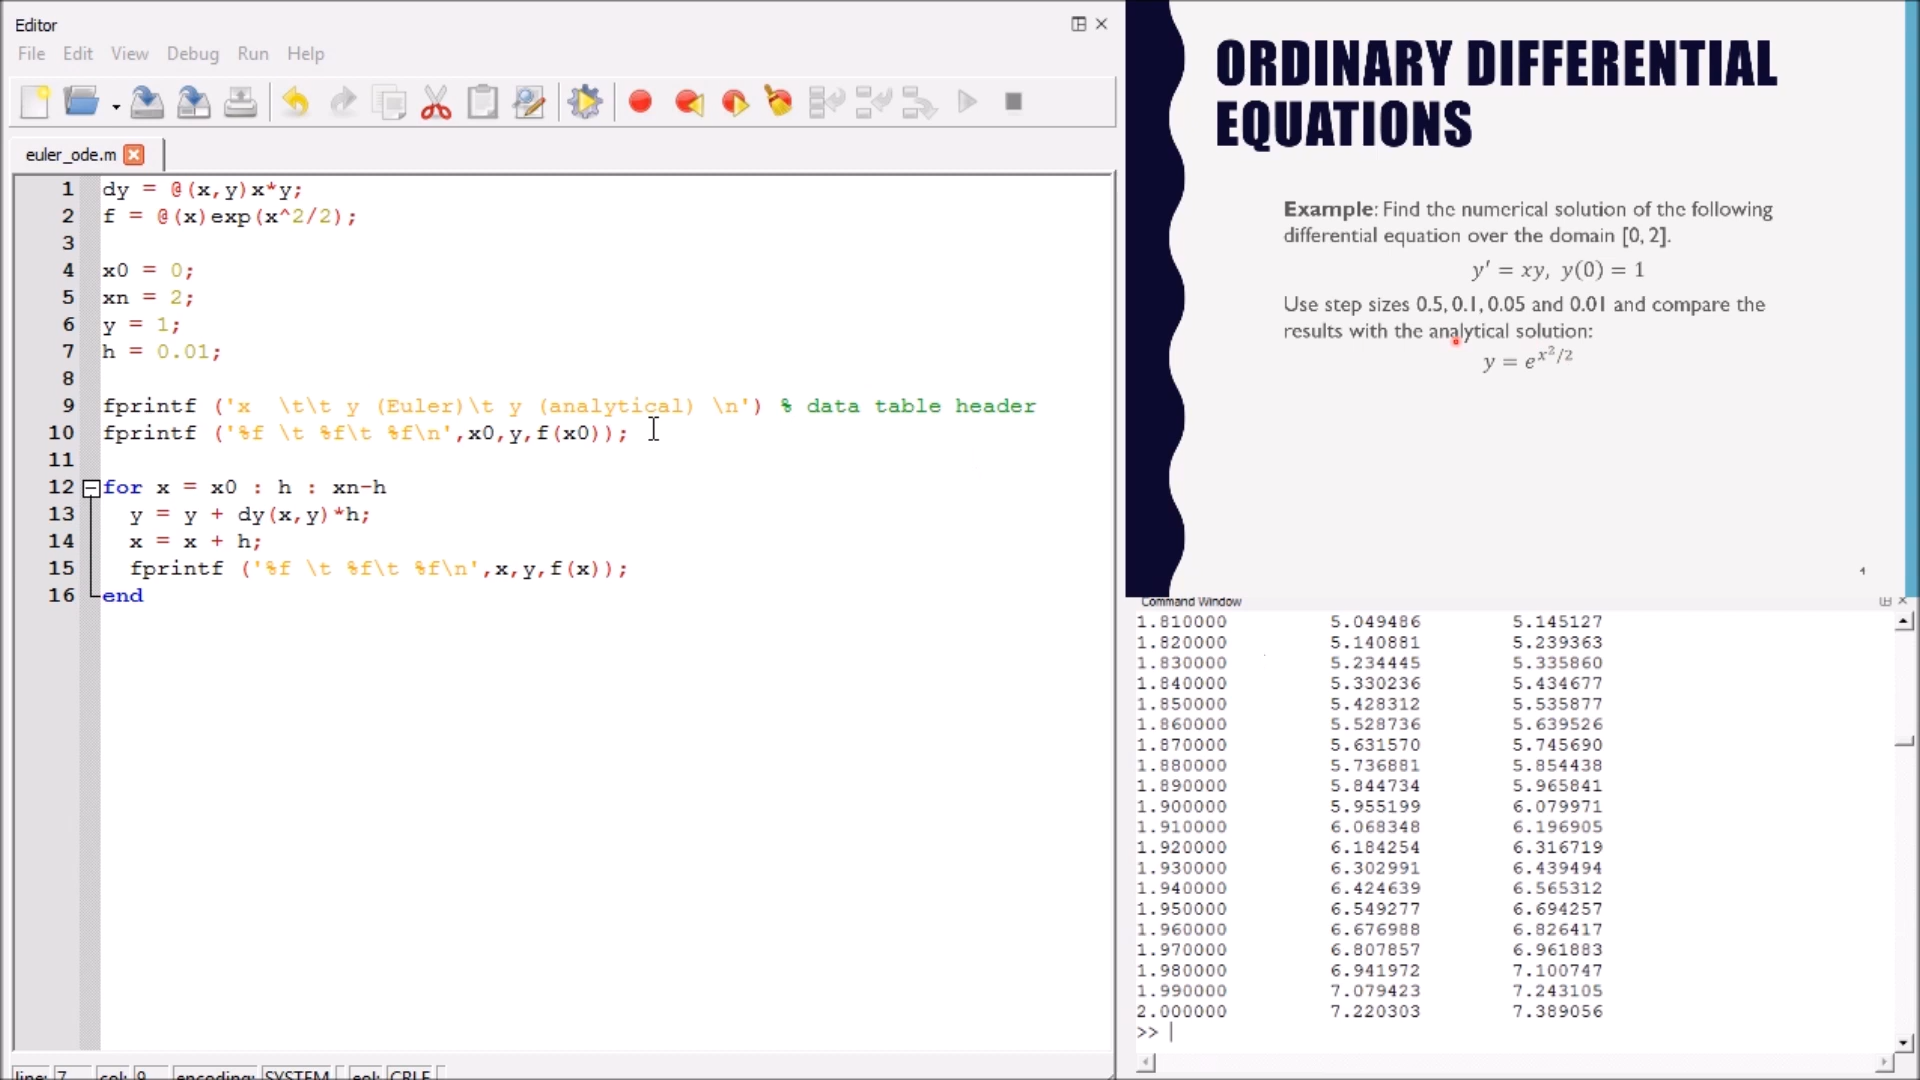 Editor
File Edit View Debug Run Help
euler_ode.m
1 dy = @(x,y)x*y;
2 f = @(x)exp(x^2/2);
3
4 x0 = 0;
5 xn = 2;
6 y = 1;
7 h = 0.01;
8
9 fprintf ('x  \t\t y (Euler)\t y (analytical) \n') % data table header
10 fprintf ('%f \t %f\t %f\n',x0,y,f(x0));
11
12 for x = x0 : h : xn-h
13   y = y + dy(x,y)*h;
14   x = x + h;
15   fprintf ('%f \t %f\t %f\n',x,y,f(x));
16 end
line: 7 col: 9 encoding: SYSTEM eol: CRLF
ORDINARY DIFFERENTIAL
EQUATIONS
Example: Find the numerical solution of the following
differential equation over the domain [0, 2].
y′ = xy, y(0) = 1
Use step sizes 0.5, 0.1, 0.05 and 0.01 and compare the
results with the analytical solution:
y = e^{x²/2}
4
Command Window
1.810000 5.049486 5.145127
1.820000 5.140881 5.239363
1.830000 5.234445 5.335860
1.840000 5.330236 5.434677
1.850000 5.428312 5.535877
1.860000 5.528736 5.639526
1.870000 5.631570 5.745690
1.880000 5.736881 5.854438
1.890000 5.844734 5.965841
1.900000 5.955199 6.079971
1.910000 6.068348 6.196905
1.920000 6.184254 6.316719
1.930000 6.302991 6.439494
1.940000 6.424639 6.565312
1.950000 6.549277 6.694257
1.960000 6.676988 6.826417
1.970000 6.807857 6.961883
1.980000 6.941972 7.100747
1.990000 7.079423 7.243105
2.000000 7.220303 7.389056
>>